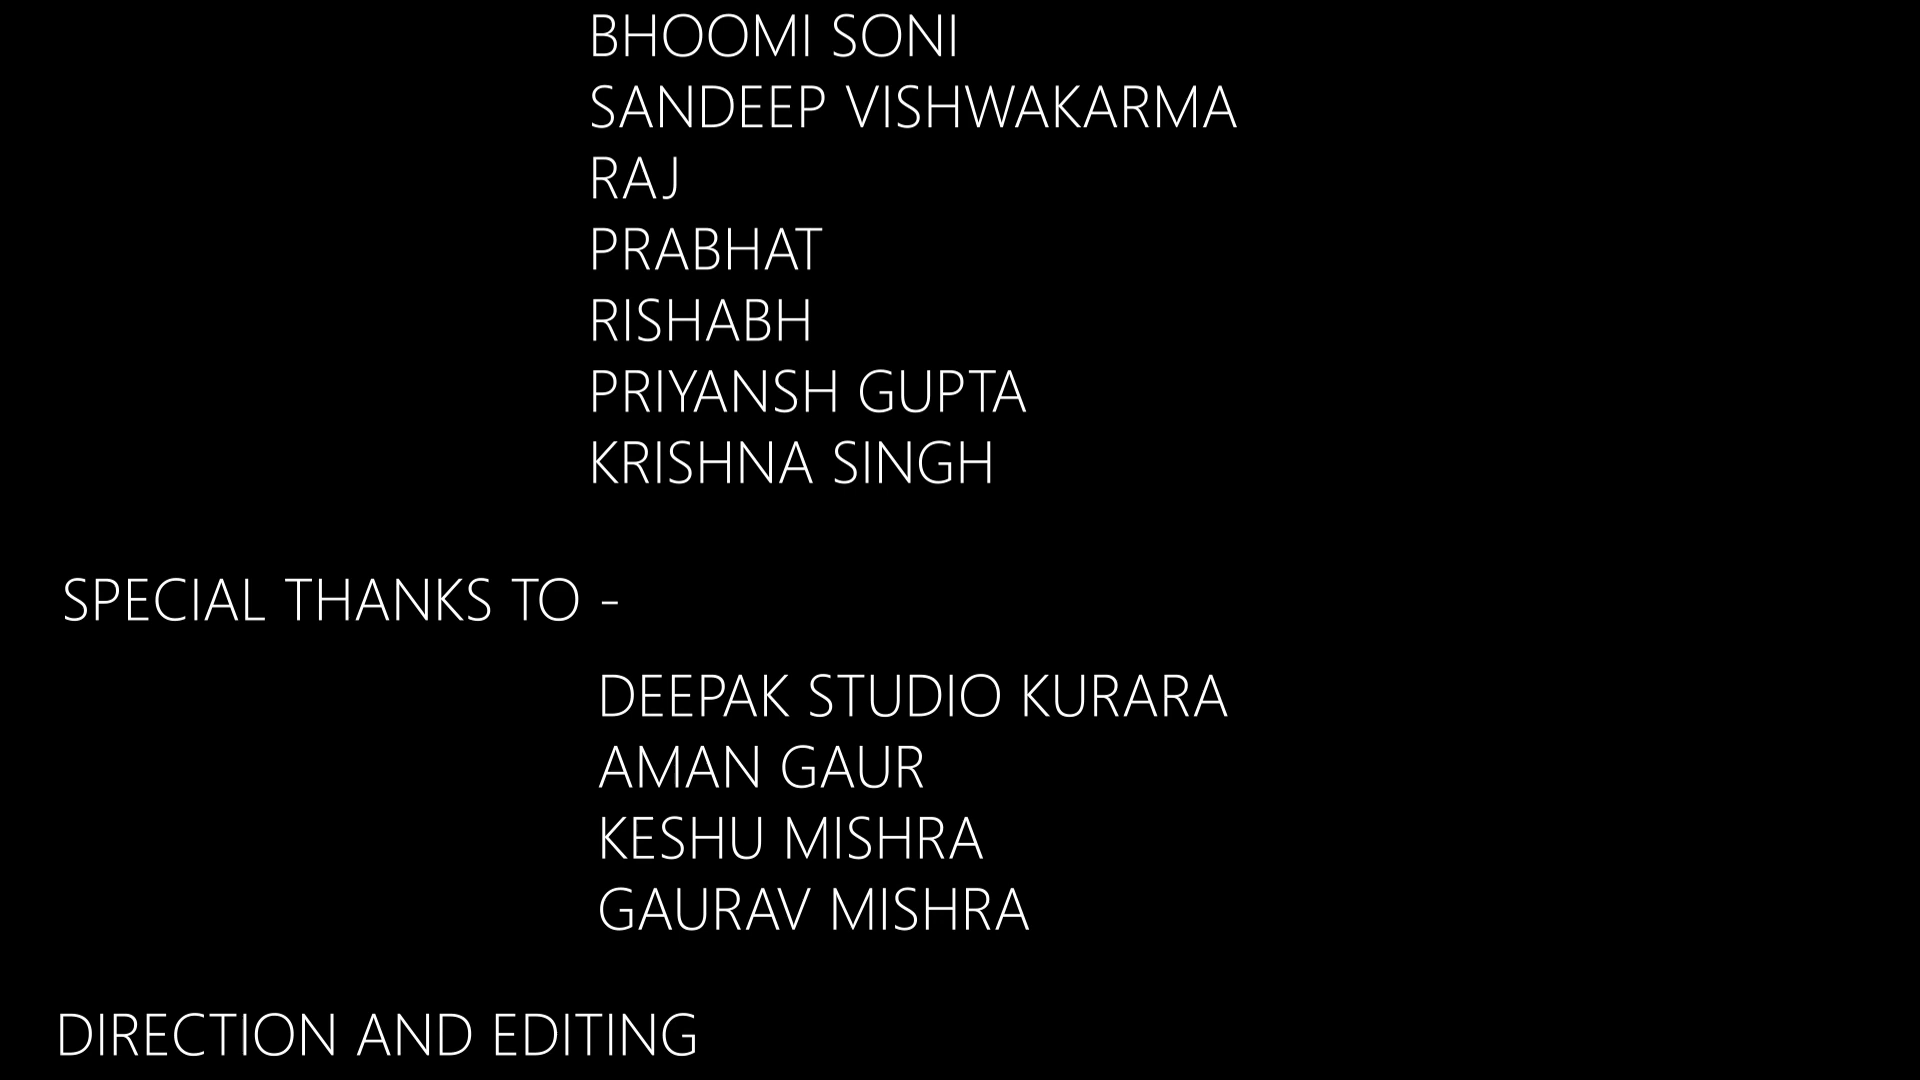 BHOOMI SONI
SANDEEP VISHWAKARMA
RAJ
PRABHAT
RISHABH
PRIYANSH GUPTA
KRISHNA SINGH
SPECIAL THANKS TO -
DEEPAK STUDIO KURARA
AMAN GAUR
KESHU MISHRA
GAURAV MISHRA
DIRECTION AND EDITING